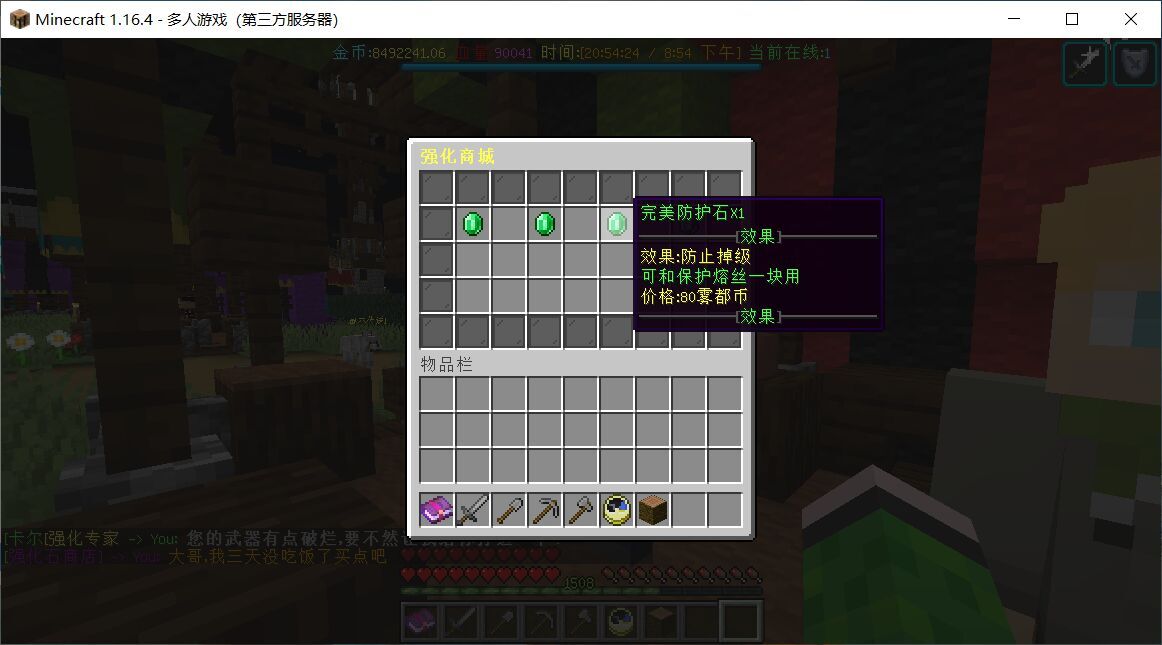 Minecraft 1.16.4 - 多人游戏（第三方服务器）
金币:8492241.06 血量 90041 时间:[20:54:24 / 8:54 下午] 当前在线:1
强化商城
完美防护石X1
[效果]
效果:防止掉级
可和保护熔丝一块用
价格:80雾都币
[效果]
物品栏
[卡尔[强化专家 -> You: 您的武器有点破烂,要不然
[强化石商店] -> You: 大哥,我三天没吃饭了买点吧
1508